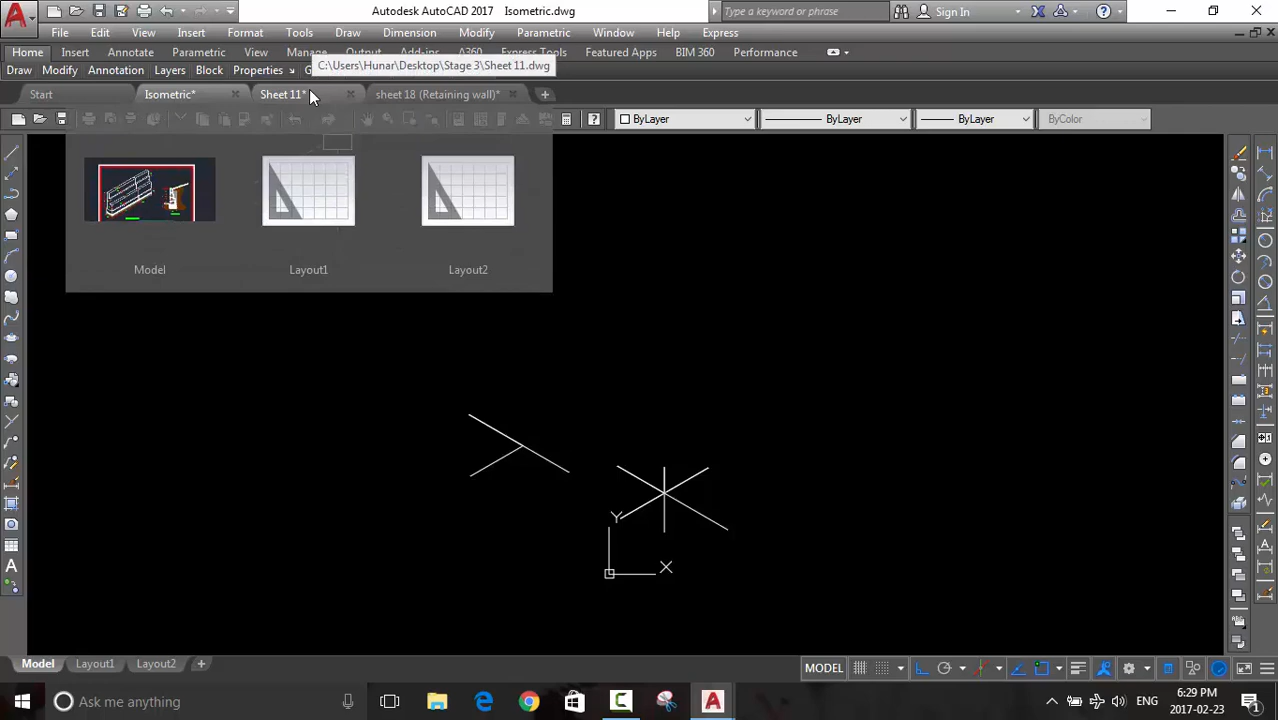 Autodesk AutoCAD 2017 Isometric.dwg
Type a keyword or phrase
Sign In
File Edit View Insert Format Tools Draw Dimension Modify Parametric Window Help Express
Home Insert Annotate Parametric View Manage Output Add-ins A360 Express Tools Featured Apps BIM 360 Performance
C:\Users\Hunar\Desktop\Stage 3\Sheet 11.dwg
Draw Modify Annotation Layers Block Properties
Start Isometric* Sheet 11* sheet 18 (Retaining wall)*
ByLayer ByLayer ByLayer ByColor
Model Layout1 Layout2
Y
X
Model Layout1 Layout2
MODEL
Ask me anything
ENG
6:29 PM
2017-02-23